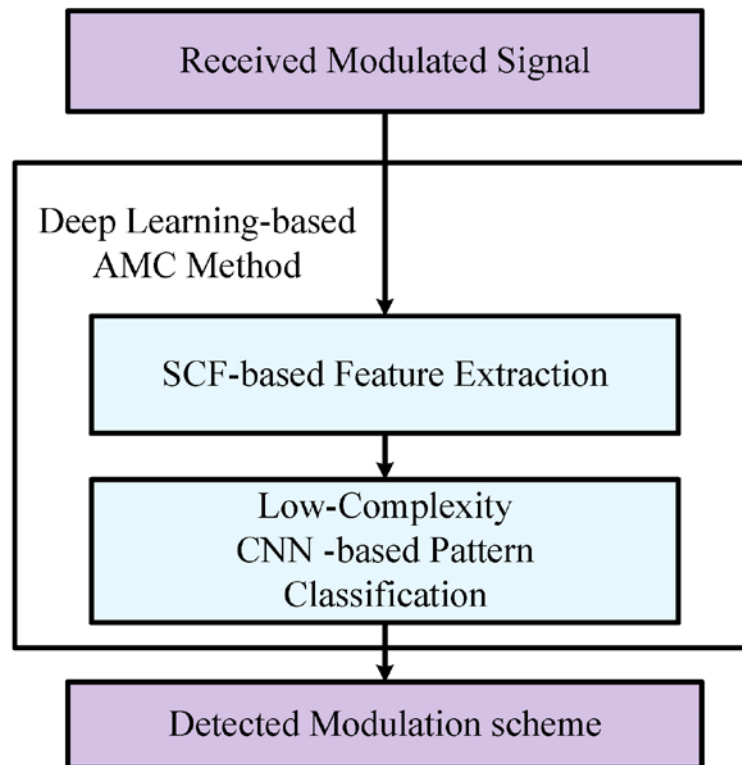 Received Modulated Signal
Deep Learning-based
AMC Method
SCF-based Feature Extraction
Low-Complexity
CNN -based Pattern
Classification
Detected Modulation scheme